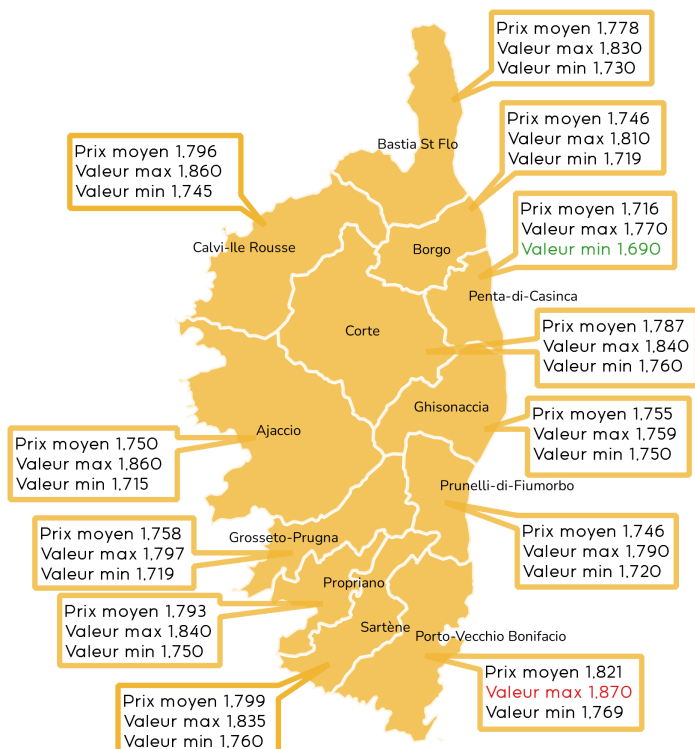 Prix moyen 1,778
Valeur max 1,830
Valeur min 1,730
Prix moyen 1,746
Valeur max 1,810
Valeur min 1,719
Bastia St Flo
Prix moyen 1,796
Valeur max 1,860
Valeur min 1,745
Prix moyen 1,716
Valeur max 1,770
Valeur min 1,690
Calvi-Ile Rousse
Borgo
Penta-di-Casinca
Corte
Prix moyen 1,787
Valeur max 1,840
Valeur min 1,760
Ghisonaccia
Prix moyen 1,755
Valeur max 1,759
Valeur min 1,750
Ajaccio
Prix moyen 1,750
Valeur max 1,860
Valeur min 1,715
Prunelli-di-Fiumorbo
Prix moyen 1,746
Valeur max 1,790
Valeur min 1,720
Grosseto-Prugna
Prix moyen 1,758
Valeur max 1,797
Valeur min 1,719
Propriano
Prix moyen 1,793
Valeur max 1,840
Valeur min 1,750
Sartène
Porto-Vecchio Bonifacio
Prix moyen 1,821
Valeur max 1,870
Valeur min 1,769
Prix moyen 1,799
Valeur max 1,835
Valeur min 1,760